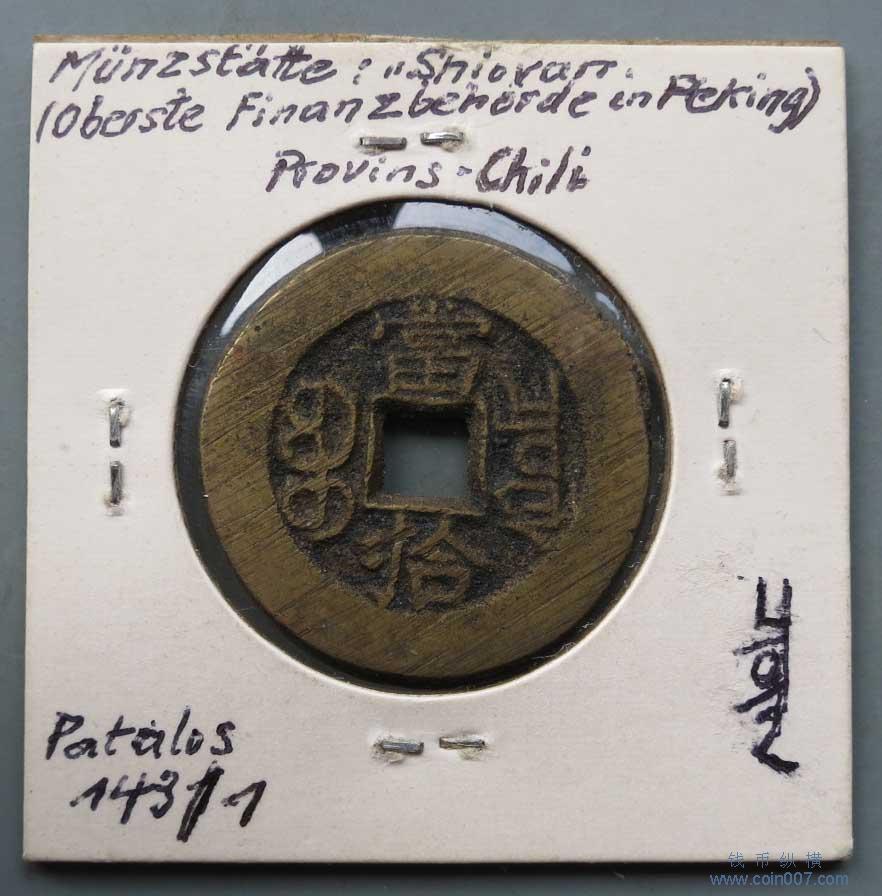 Münzstätte: "Shiovan"
(Oberste Finanzbehörde in Peking)
Provins - Chili
當
拾
Patalos
143/1
钱币纵横
www.coin007.com